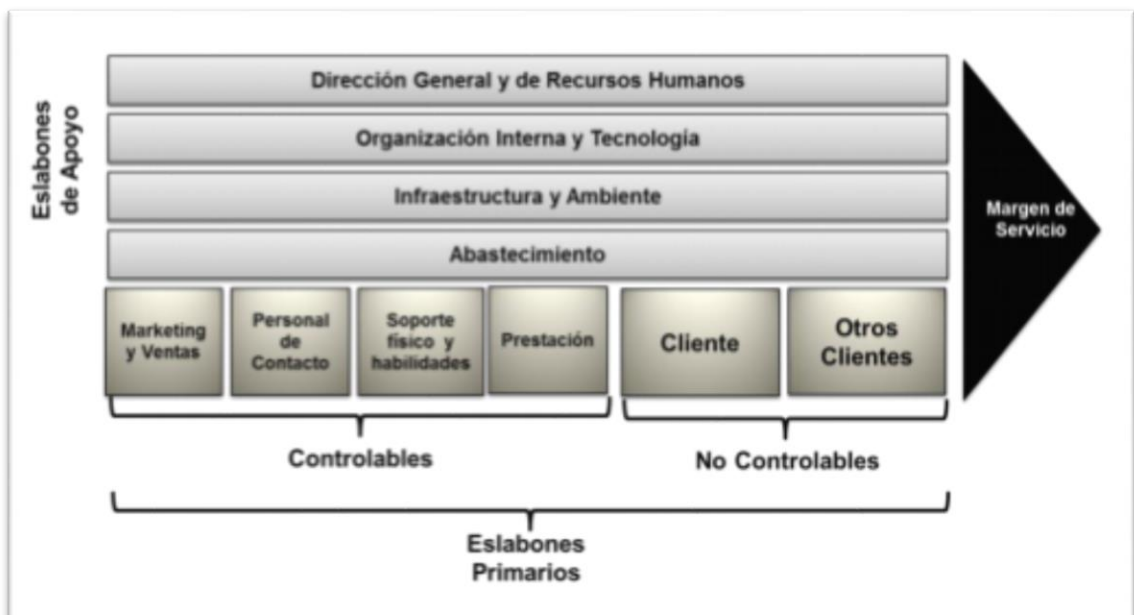 Eslabones
de Apoyo
Dirección General y de Recursos Humanos
Organización Interna y Tecnología
Infraestructura y Ambiente
Abastecimiento
Marketing
y Ventas
Personal
de
Contacto
Soporte
físico y
habilidades
Prestación
Cliente
Otros
Clientes
Margen de
Servicio
Controlables
No Controlables
Eslabones
Primarios